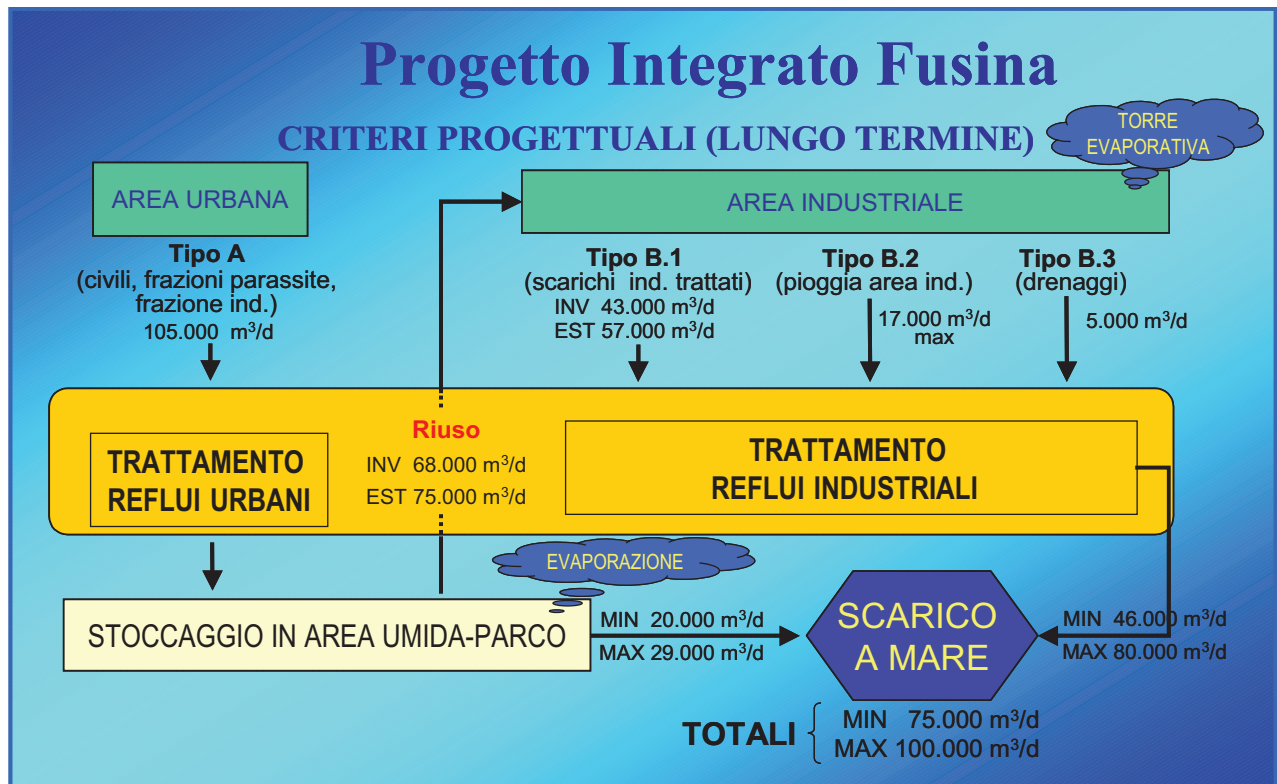 Progetto Integrato Fusina
CRITERI PROGETTUALI (LUNGO TERMINE)
TORRE
EVAPORATIVA
AREA URBANA
AREA INDUSTRIALE
Tipo A
(civili, frazioni parassite,
frazione ind.)
105.000 m³/d
Tipo B.1
(scarichi ind. trattati)
INV 43.000 m³/d
EST 57.000 m³/d
Tipo B.2
(pioggia area ind.)
17.000 m³/d
max
Tipo B.3
(drenaggi)
5.000 m³/d
TRATTAMENTO
REFLUI URBANI
Riuso
INV 68.000 m³/d
EST 75.000 m³/d
TRATTAMENTO
REFLUI INDUSTRIALI
EVAPORAZIONE
STOCCAGGIO IN AREA UMIDA-PARCO
MIN 20.000 m³/d
MAX 29.000 m³/d
SCARICO
A MARE
MIN 46.000 m³/d
MAX 80.000 m³/d
TOTALI
MIN 75.000 m³/d
MAX 100.000 m³/d